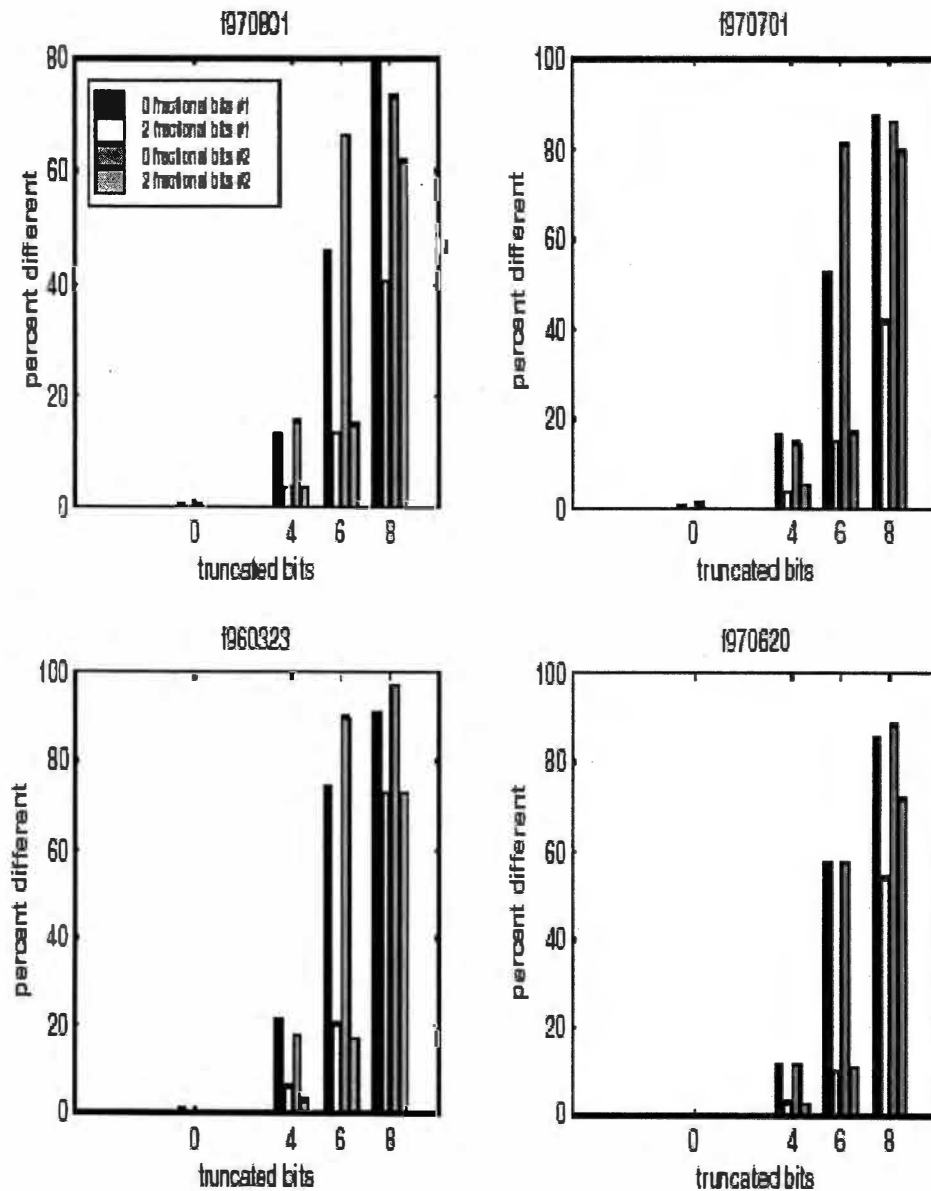 f970801
80
60
40
20
0
percent different
0 fractional bits #1
2 fractional bits #1
0 fractional bits #2
2 fractional bits #2
0 4 6 8
truncated bits
f970701
100
80
60
40
20
0
percent different
0 4 6 8
truncated bits
f960323
100
80
60
40
20
0
percent different
0 4 6 8
truncated bits
f970620
100
80
60
40
20
0
percent different
0 4 6 8
truncated bits